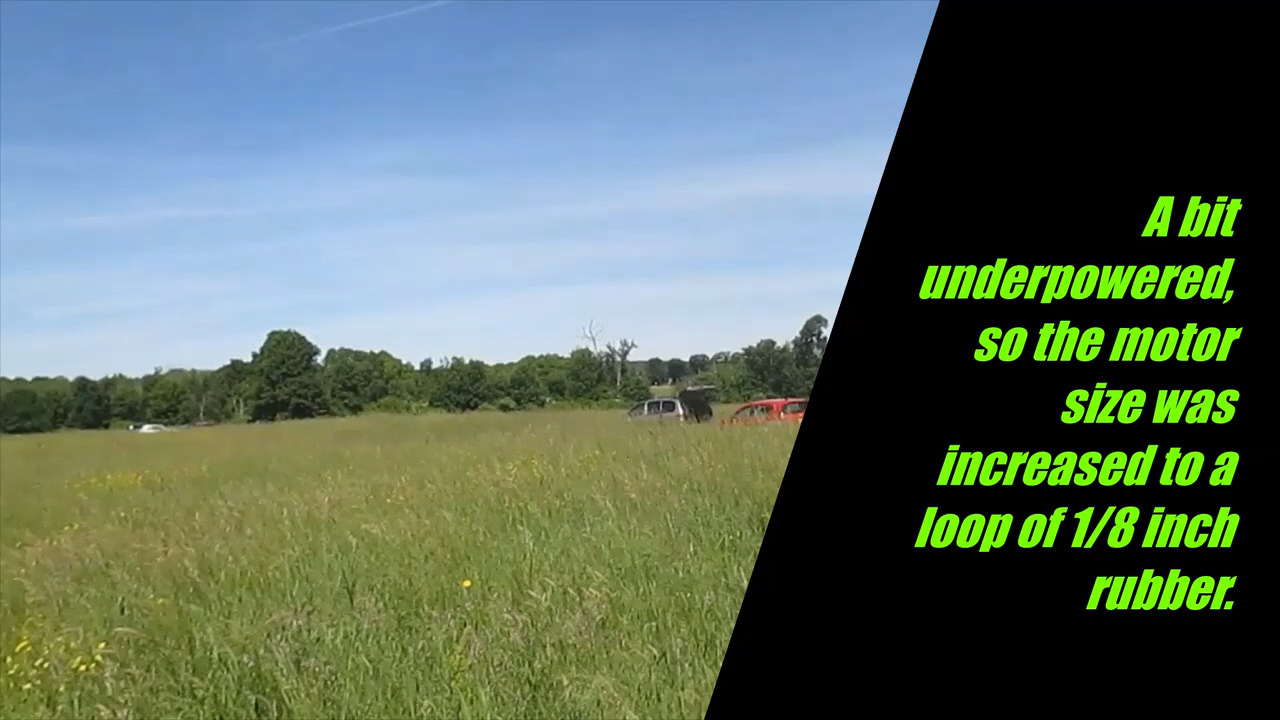 A bit
underpowered,
so the motor
size was
increased to a
loop of 1/8 inch
rubber.